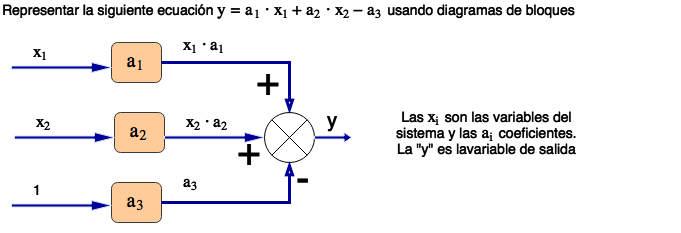 Representar la siguiente ecuación y = a₁ · x₁ + a₂ · x₂ − a₃ usando diagramas de bloques
x₁
a₁
x₁ · a₁
+
x₂
a₂
x₂ · a₂
+
y
1
a₃
a₃
-
Las xᵢ son las variables del
sistema y las aᵢ coeficientes.
La "y" es lavariable de salida